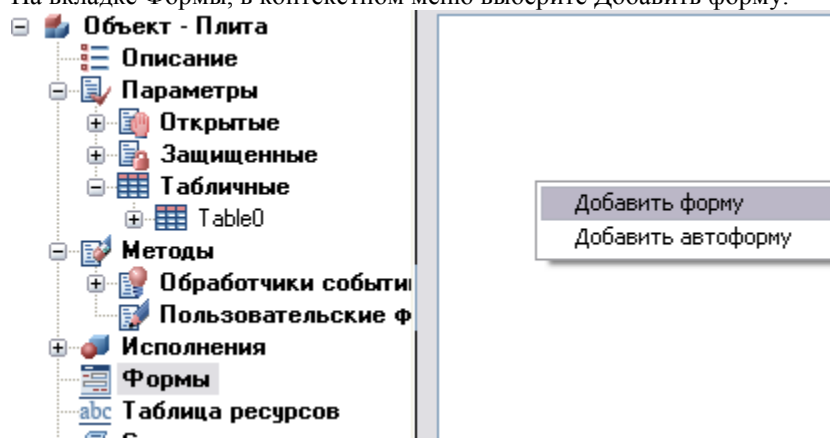 На вкладке Формы, в контекстном меню выберите Добавить форму.
Объект - Плита
Описание
Параметры
Открытые
Защищенные
Табличные
Table0
Добавить форму
Добавить автоформу
Методы
Обработчики событи
Пользовательские ф
Исполнения
Формы
abc Таблица ресурсов